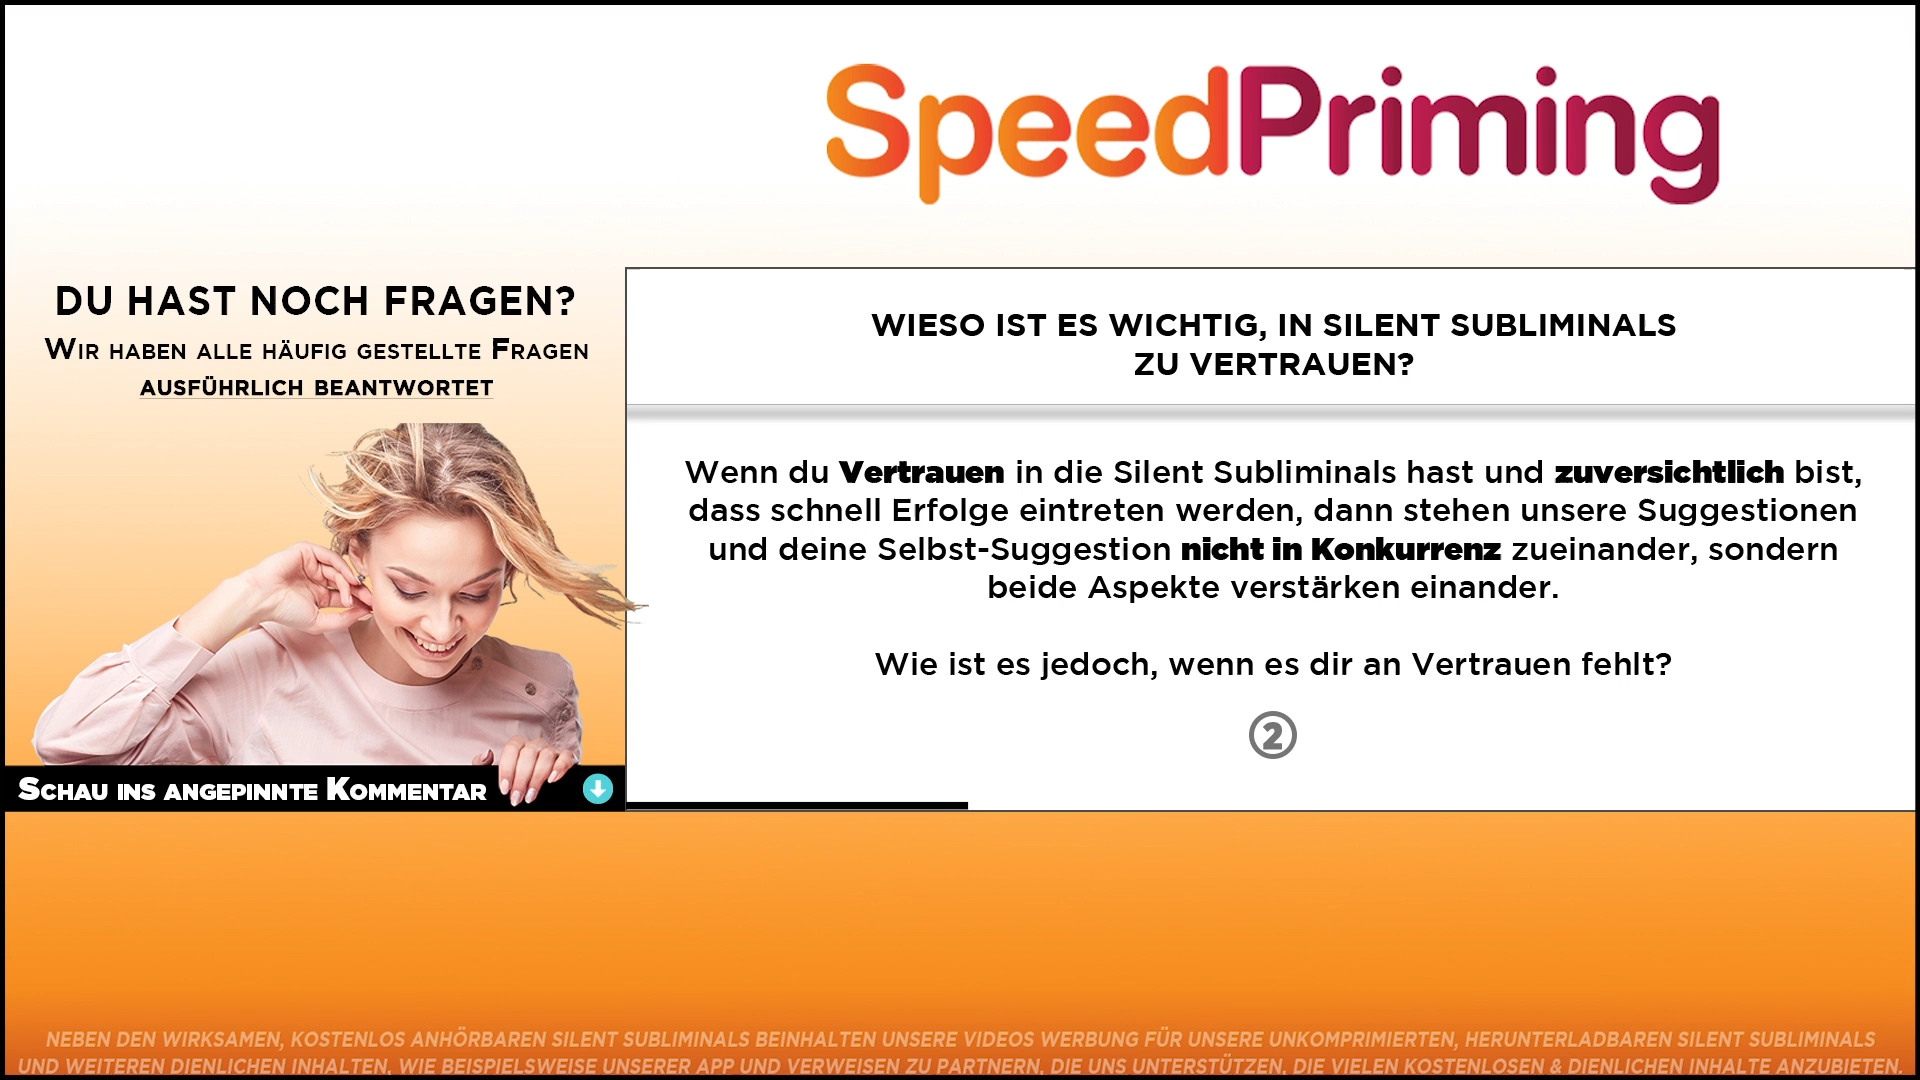 SpeedPriming
DU HAST NOCH FRAGEN?
WIR HABEN ALLE HÄUFIG GESTELLTE FRAGEN
AUSFÜHRLICH BEANTWORTET
SCHAU INS ANGEPINNTE KOMMENTAR
WIESO IST ES WICHTIG, IN SILENT SUBLIMINALS
ZU VERTRAUEN?
Wenn du Vertrauen in die Silent Subliminals hast und zuversichtlich bist,
dass schnell Erfolge eintreten werden, dann stehen unsere Suggestionen
und deine Selbst-Suggestion nicht in Konkurrenz zueinander, sondern
beide Aspekte verstärken einander.
Wie ist es jedoch, wenn es dir an Vertrauen fehlt?
2
NEBEN DEN WIRKSAMEN, KOSTENLOS ANHÖRBAREN SILENT SUBLIMINALS BEINHALTEN UNSERE VIDEOS WERBUNG FÜR UNSERE UNKOMPRIMIERTEN, HERUNTERLADBAREN SILENT SUBLIMINALS
UND WEITEREN DIENLICHEN INHALTEN, WIE BEISPIELSWEISE UNSERER APP UND VERWEISEN ZU PARTNERN, DIE UNS UNTERSTÜTZEN, DIE VIELEN KOSTENLOSEN & DIENLICHEN INHALTE ANZUBIETEN.